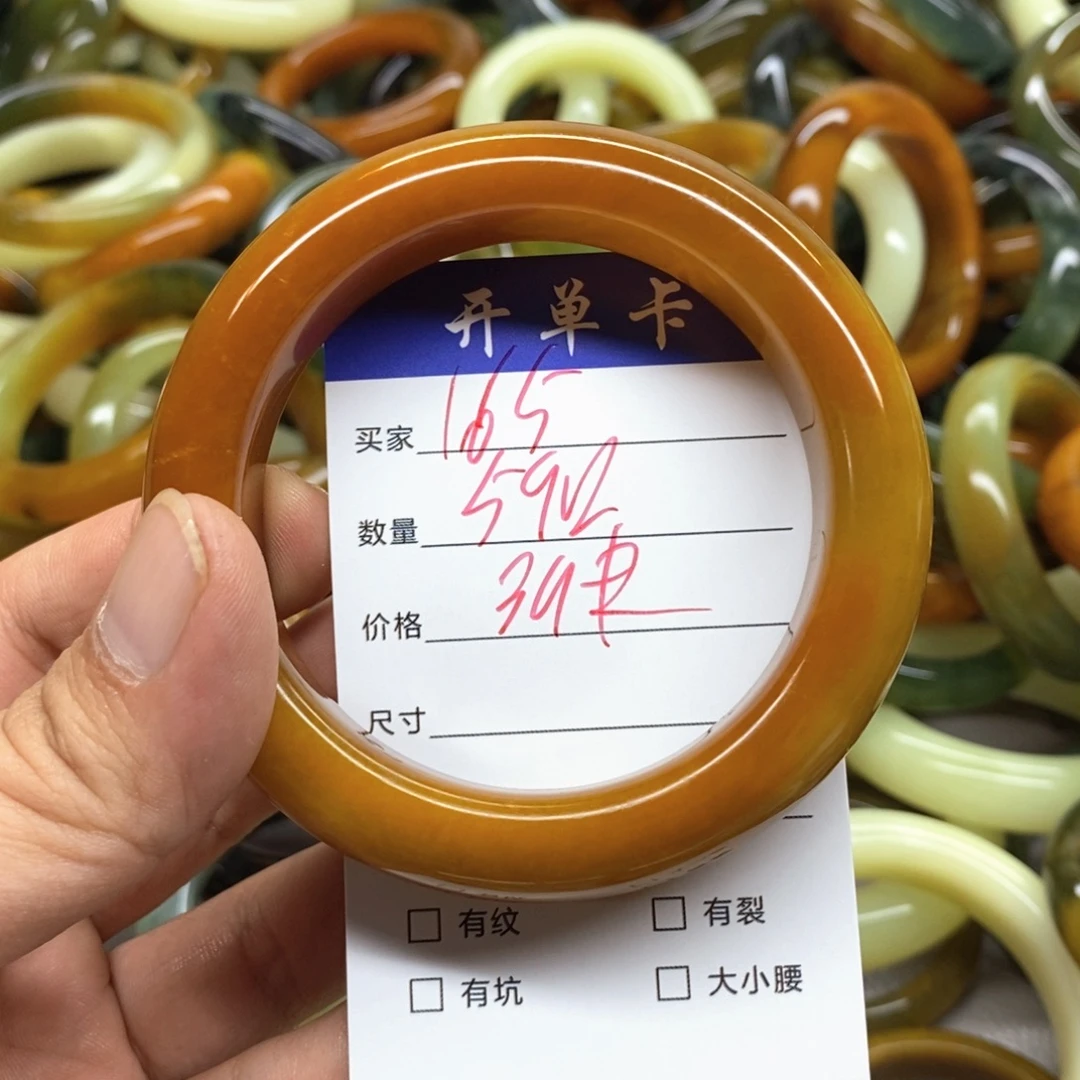 开单卡
买家 165
数量
价格
尺寸
有纹 有裂
有坑 大小腰